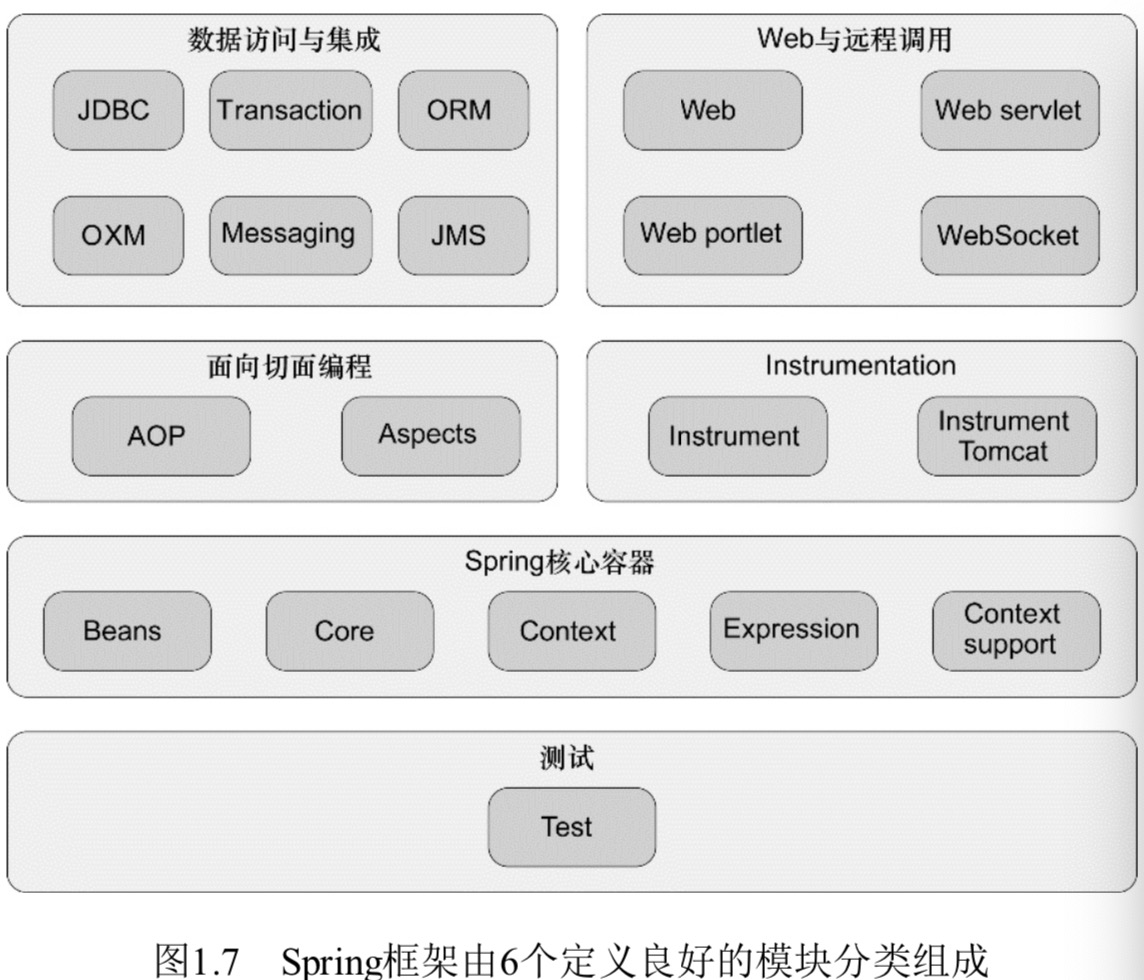 数据访问与集成
JDBC
Transaction
ORM
OXM
Messaging
JMS
Web与远程调用
Web
Web servlet
Web portlet
WebSocket
面向切面编程
AOP
Aspects
Instrumentation
Instrument
Instrument
Tomcat
Spring核心容器
Beans
Core
Context
Expression
Context
support
测试
Test
图1.7 Spring框架由6个定义良好的模块分类组成